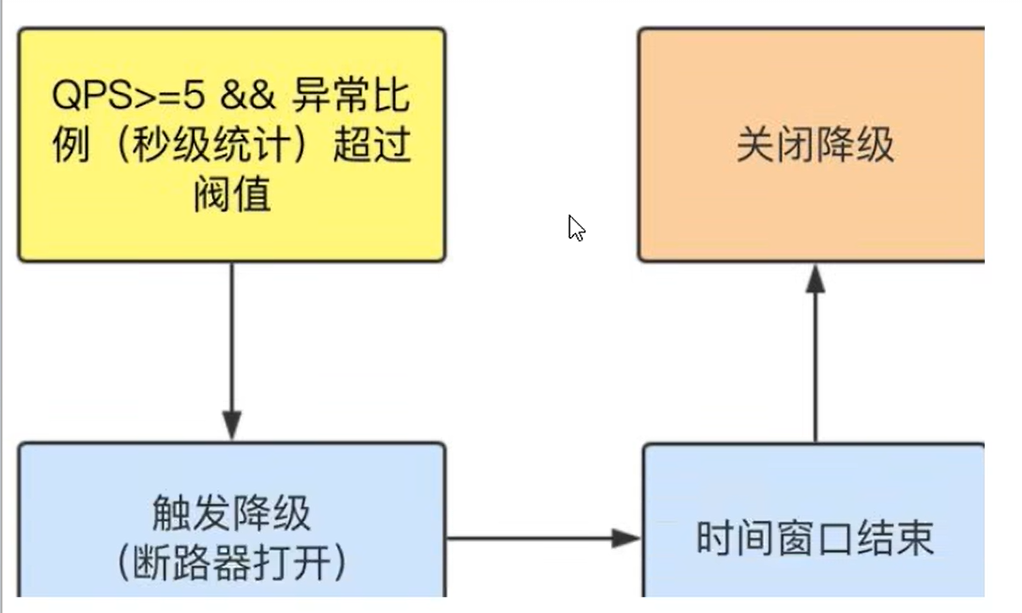 QPS>=5 && 异常比
例（秒级统计）超过
阀值
关闭降级
触发降级
(断路器打开)
时间窗口结束